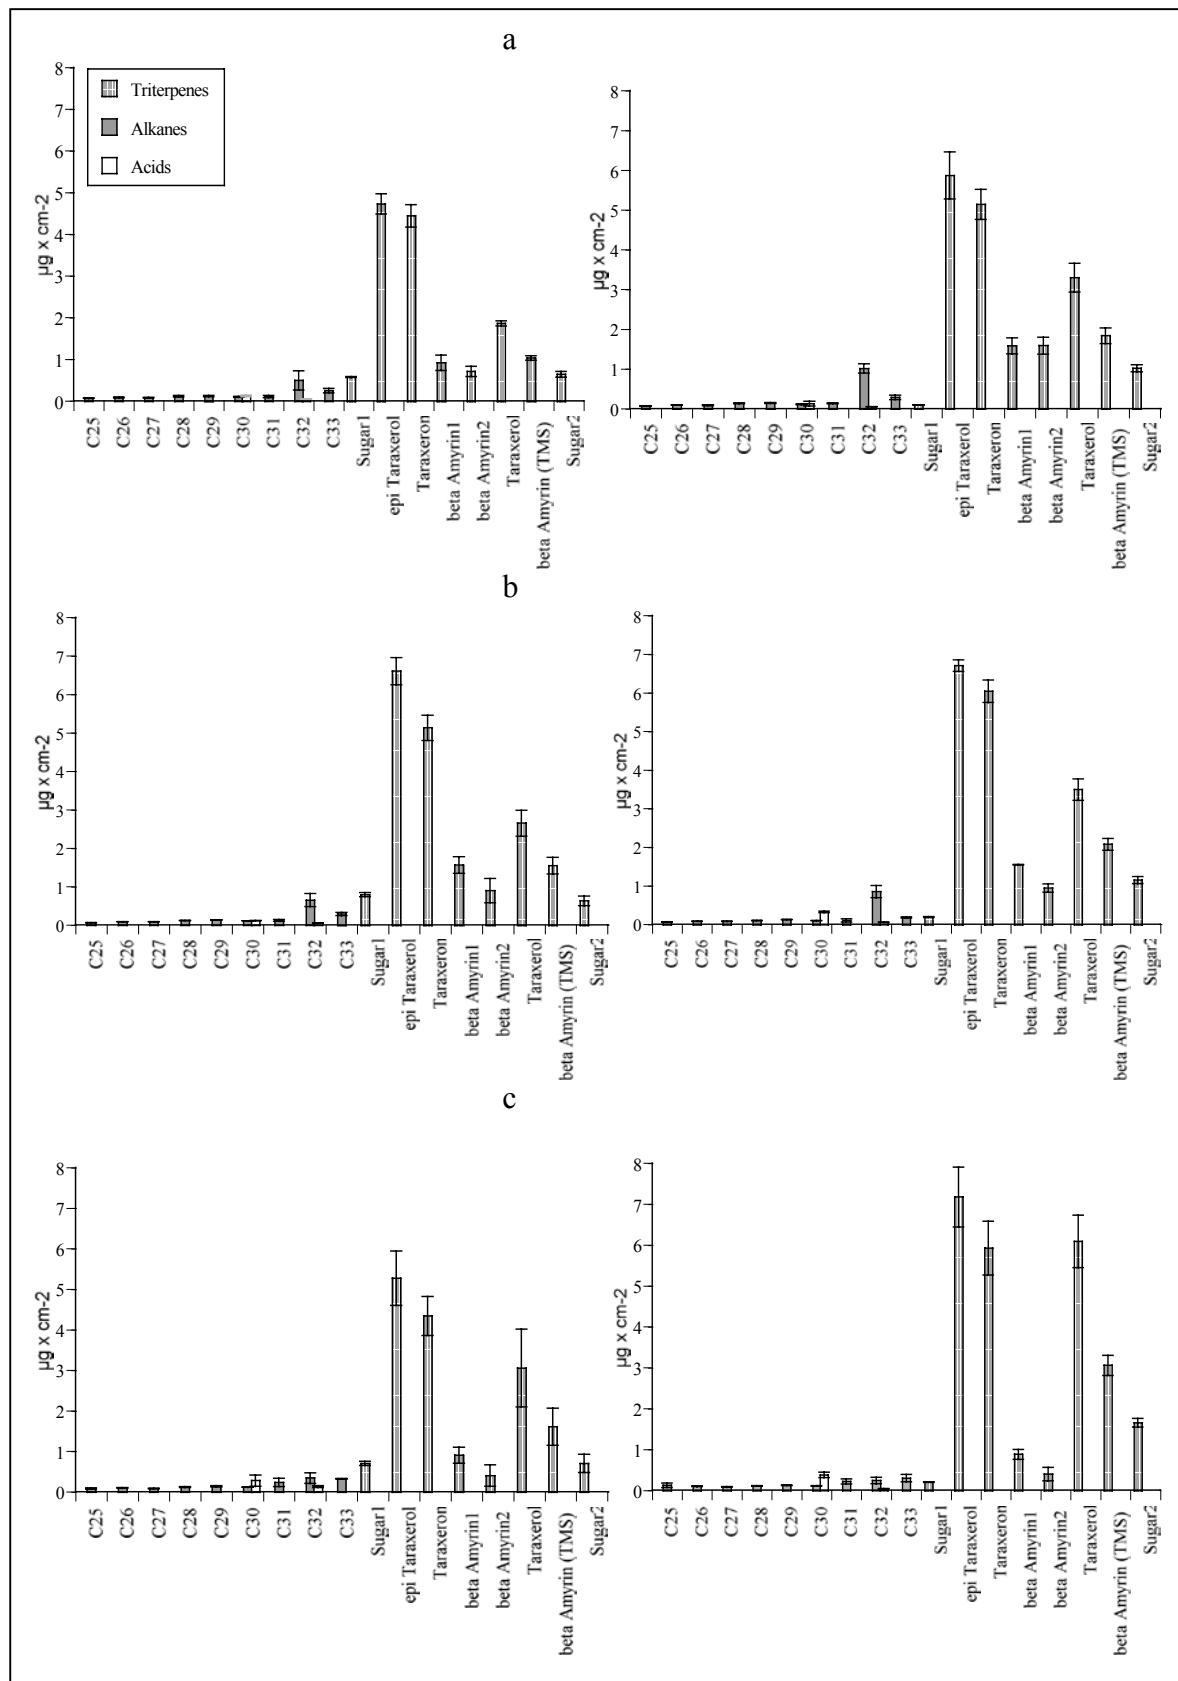 a
8
7
6
5
4
3
2
1
0
µg x cm-2
Triterpenes
Alkanes
Acids
C25
C26
C27
C28
C29
C30
C31
C32
C33
Sugar1
epi Taraxerol
Taraxeron
beta Amyrin1
beta Amyrin2
Taraxerol
beta Amyrin (TMS)
Sugar2
8
7
6
5
4
3
2
1
0
µg x cm-2
C25
C26
C27
C28
C29
C30
C31
C32
C33
Sugar1
epi Taraxerol
Taraxeron
beta Amyrin1
beta Amyrin2
Taraxerol
beta Amyrin (TMS)
Sugar2
b
8
7
6
5
4
3
2
1
0
µg x cm-2
C25
C26
C27
C28
C29
C30
C31
C32
C33
Sugar1
epi Taraxerol
Taraxeron
beta Amyrin1
beta Amyrin2
Taraxerol
beta Amyrin (TMS)
Sugar2
8
7
6
5
4
3
2
1
0
µg x cm-2
C25
C26
C27
C28
C29
C30
C31
C32
C33
Sugar1
epi Taraxerol
Taraxeron
beta Amyrin1
beta Amyrin2
Taraxerol
beta Amyrin (TMS)
Sugar2
c
8
7
6
5
4
3
2
1
0
µg x cm-2
C25
C26
C27
C28
C29
C30
C31
C32
C33
Sugar1
epi Taraxerol
Taraxeron
beta Amyrin1
beta Amyrin2
Taraxerol
beta Amyrin (TMS)
Sugar2
8
7
6
5
4
3
2
1
0
µg x cm-2
C25
C26
C27
C28
C29
C30
C31
C32
C33
Sugar1
epi Taraxerol
Taraxeron
beta Amyrin1
beta Amyrin2
Taraxerol
beta Amyrin (TMS)
Sugar2